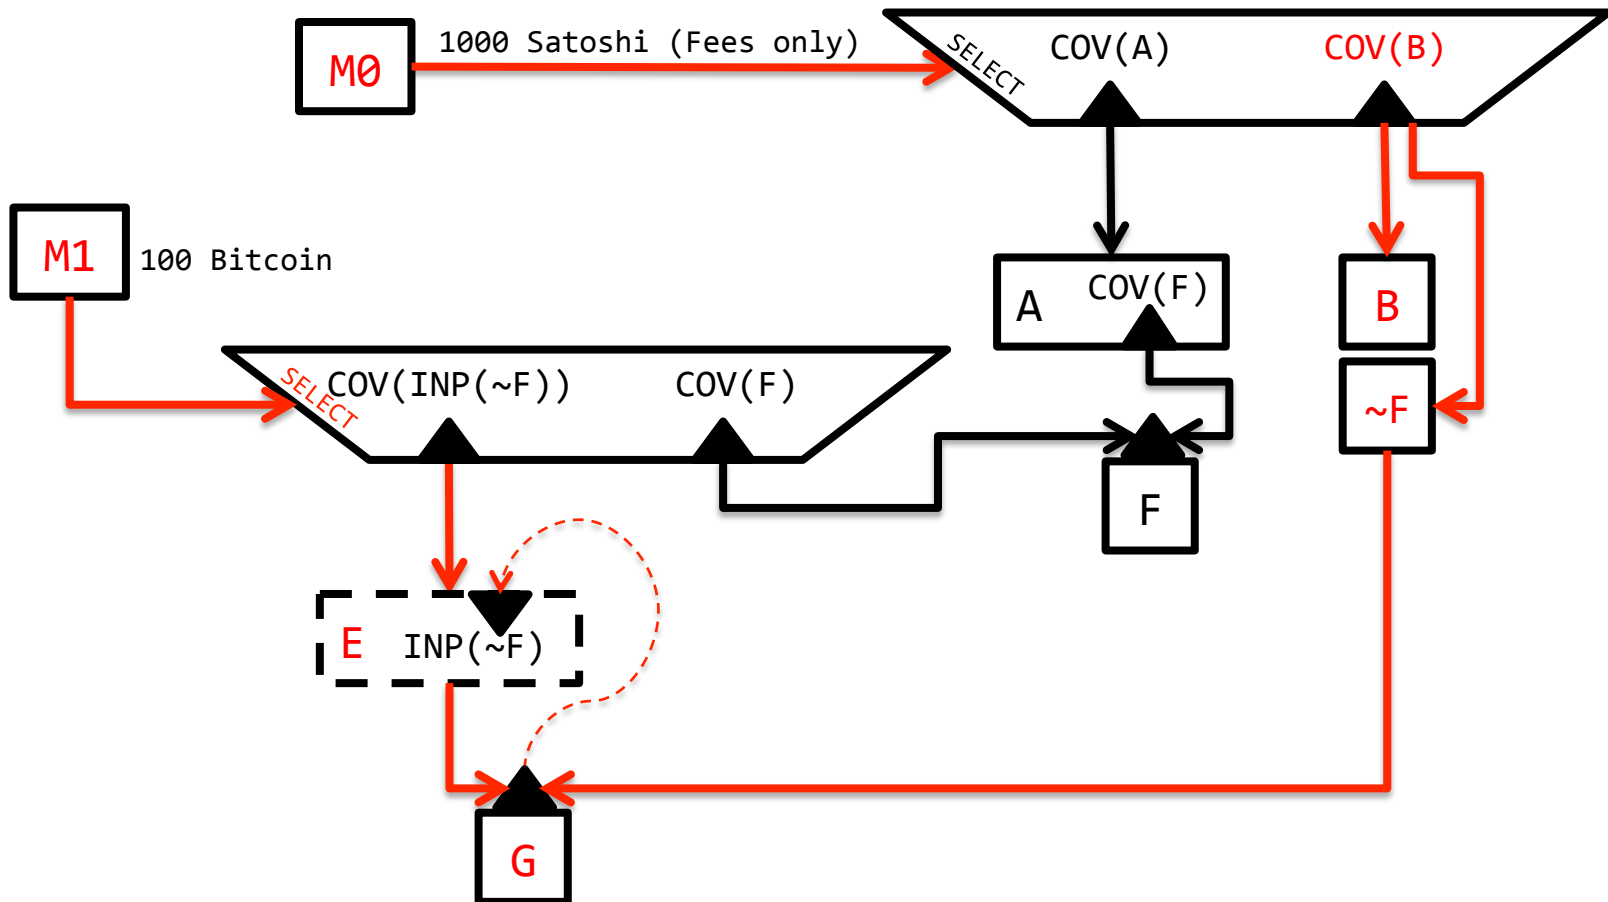 M0
1000 Satoshi (Fees only)
SELECT
COV(A)
COV(B)
M1
100 Bitcoin
A
COV(F)
B
SELECT
COV(INP(~F))
COV(F)
~F
F
E
INP(~F)
G